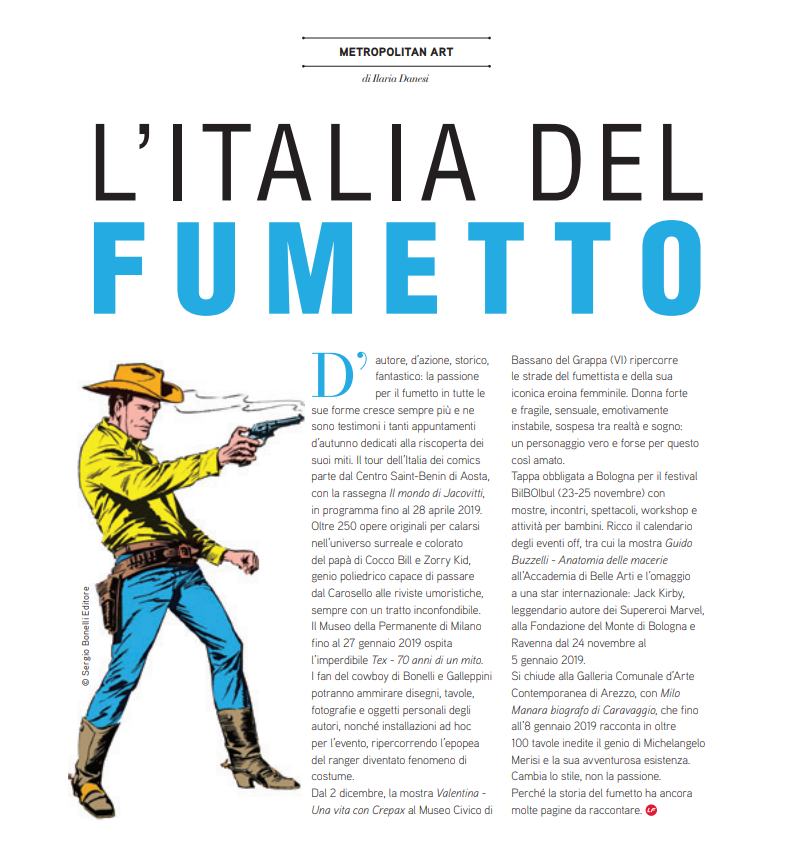 METROPOLITAN ART
di Ilaria Danesi
L'ITALIA DEL
FUMETTO
D'autore, d'azione, storico,
fantastico: la passione
per il fumetto in tutte le
sue forme cresce sempre più e ne
sono testimoni i tanti appuntamenti
d'autunno dedicati alla riscoperta dei
suoi miti. Il tour dell'Italia dei comics
parte dal Centro Saint-Benin di Aosta,
con la rassegna Il mondo di Jacovitti,
in programma fino al 28 aprile 2019.
Oltre 250 opere originali per calarsi
nell'universo surreale e colorato
del papà di Cocco Bill e Zorry Kid,
genio poliedrico capace di passare
dal Carosello alle riviste umoristiche,
sempre con un tratto inconfondibile.
Il Museo della Permanente di Milano
fino al 27 gennaio 2019 ospita
l'imperdibile Tex - 70 anni di un mito.
I fan del cowboy di Bonelli e Galleppini
potranno ammirare disegni, tavole,
fotografie e oggetti personali degli
autori, nonché installazioni ad hoc
per l'evento, ripercorrendo l'epopea
del ranger diventato fenomeno di
costume.
Dal 2 dicembre, la mostra Valentina -
Una vita con Crepax al Museo Civico di
Bassano del Grappa (VI) ripercorre
le strade del fumettista e della sua
iconica eroina femminile. Donna forte
e fragile, sensuale, emotivamente
instabile, sospesa tra realtà e sogno:
un personaggio vero e forse per questo
così amato.
Tappa obbligata a Bologna per il festival
BilBOlbul (23-25 novembre) con
mostre, incontri, spettacoli, workshop e
attività per bambini. Ricco il calendario
degli eventi off, tra cui la mostra Guido
Buzzelli - Anatomia delle macerie
all'Accademia di Belle Arti e l'omaggio
a una star internazionale: Jack Kirby,
leggendario autore dei Supereroi Marvel,
alla Fondazione del Monte di Bologna e
Ravenna dal 24 novembre al
5 gennaio 2019.
Si chiude alla Galleria Comunale d'Arte
Contemporanea di Arezzo, con Milo
Manara biografo di Caravaggio, che fino
all'8 gennaio 2019 racconta in oltre
100 tavole inedite il genio di Michelangelo
Merisi e la sua avventurosa esistenza.
Cambia lo stile, non la passione.
Perché la storia del fumetto ha ancora
molte pagine da raccontare. LF
© Sergio Bonelli Editore